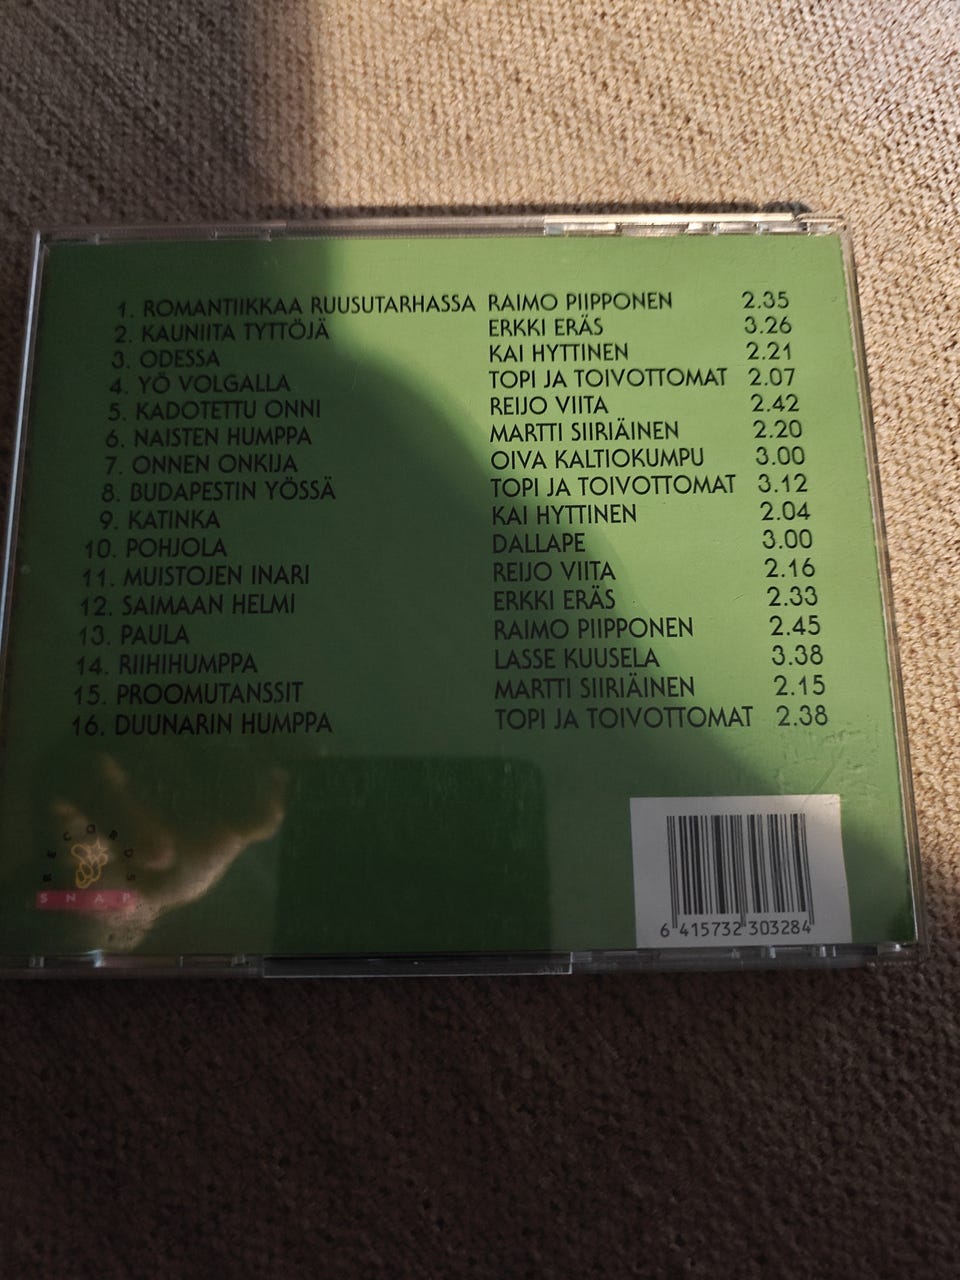 1. ROMANTIIKKAA RUUSUTARHASSA RAIMO PIIPPONEN 2.35
2. KAUNIITA TYTTÖJÄ ERKKI ERÄS 3.26
3. ODESSA KAI HYTTINEN 2.21
4. YÖ VOLGALLA TOPI JA TOIVOTTOMAT 2.07
5. KADOTETTU ONNI REIJO VIITA 2.42
6. NAISTEN HUMPPA MARTTI SIIRIÄINEN 2.20
7. ONNEN ONKIJA OIVA KALTIOKUMPU 3.00
8. BUDAPESTIN YÖSSÄ TOPI JA TOIVOTTOMAT 3.12
9. KATINKA KAI HYTTINEN 2.04
10. POHJOLA DALLAPE 3.00
11. MUISTOJEN INARI REIJO VIITA 2.16
12. SAIMAAN HELMI ERKKI ERÄS 2.33
13. PAULA RAIMO PIIPPONEN 2.45
14. RIIHIHUMPPA LASSE KUUSELA 3.38
15. PROOMUTANSSIT MARTTI SIIRIÄINEN 2.15
16. DUUNARIN HUMPPA TOPI JA TOIVOTTOMAT 2.38
RECORDS
SNAP
6 415732 303284